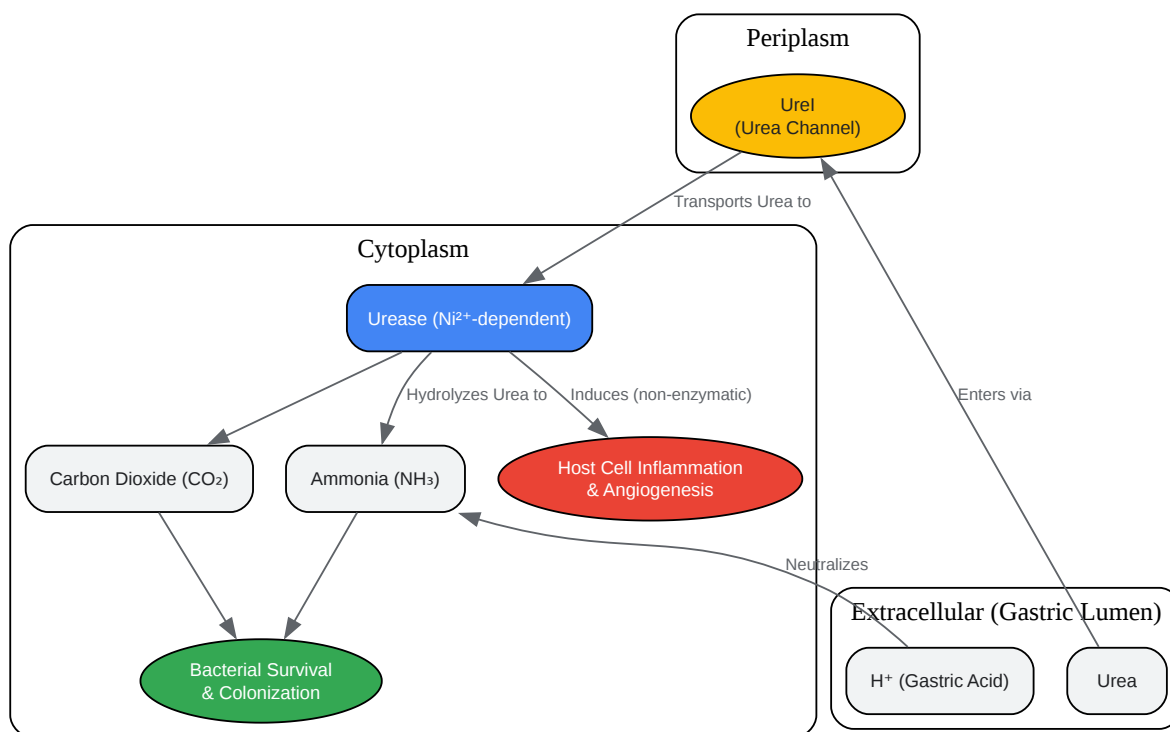 Periplasm
UreI
(Urea Channel)
Transports Urea to
Cytoplasm
Urease (Ni²⁺-dependent)
Hydrolyzes Urea to
Induces (non-enzymatic)
Enters via
Carbon Dioxide (CO₂)
Ammonia (NH₃)
Host Cell Inflammation
& Angiogenesis
Neutralizes
Extracellular (Gastric Lumen)
H⁺ (Gastric Acid)
Urea
Bacterial Survival
& Colonization